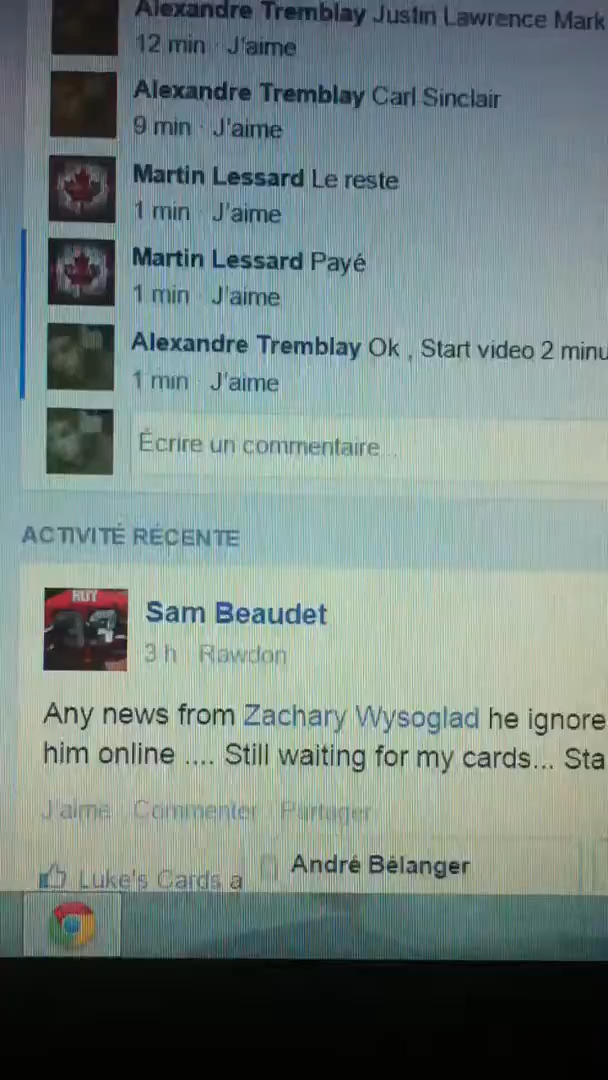 Alexandre Tremblay Justin Lawrence Mark
12 min · J'aime
Alexandre Tremblay Carl Sinclair
9 min · J'aime
Martin Lessard Le reste
1 min · J'aime
Martin Lessard Payé
1 min · J'aime
Alexandre Tremblay Ok , Start video 2 minu
1 min · J'aime
Écrire un commentaire...
ACTIVITÉ RÉCENTE
Sam Beaudet
3 h · Rawdon
Any news from Zachary Wysoglad he ignore
him online .... Still waiting for my cards... Sta
J'aime · Commenter · Partager
Luke's Cards a
André Bélanger